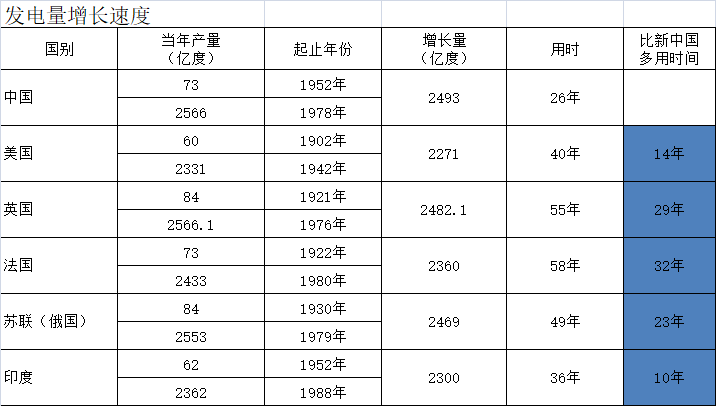 发电量增长速度
国别 当年产量（亿度） 起止年份 增长量（亿度） 用时 比新中国多用时间
中国 73 1952年 2493 26年
2566 1978年
美国 60 1902年 2271 40年 14年
2331 1942年
英国 84 1921年 2482.1 55年 29年
2566.1 1976年
法国 73 1922年 2360 58年 32年
2433 1980年
苏联（俄国） 84 1930年 2469 49年 23年
2553 1979年
印度 62 1952年 2300 36年 10年
2362 1988年